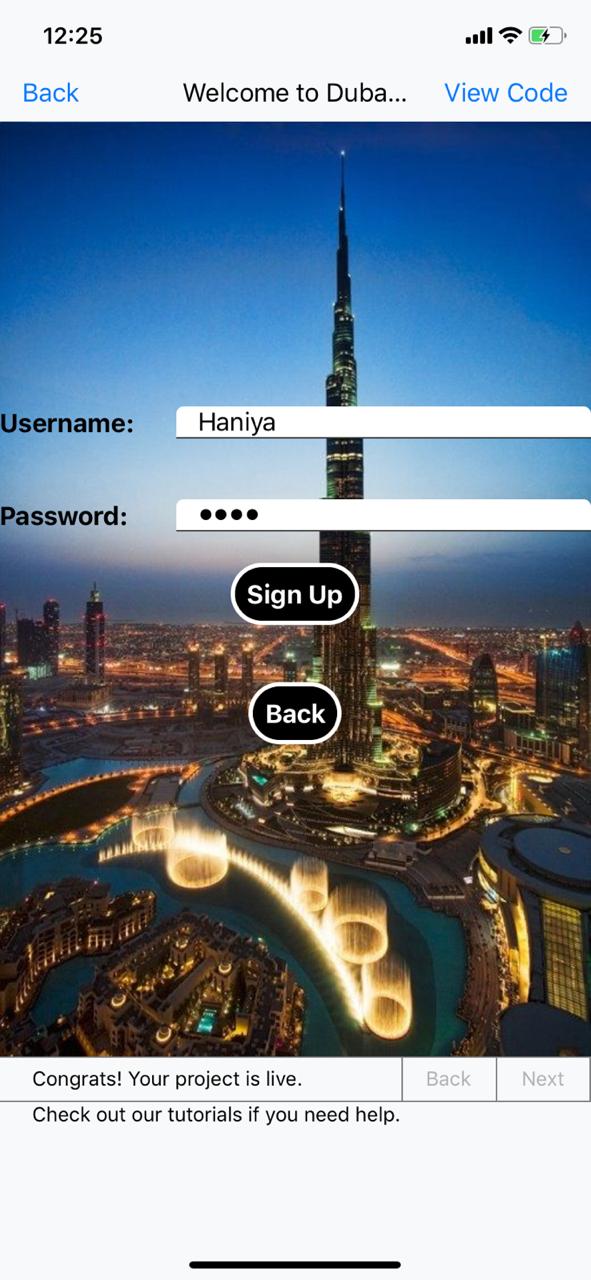 12:25
Back Welcome to Duba... View Code
Username: Haniya
Password: ••••
Sign Up
Back
Congrats! Your project is live. Back Next
Check out our tutorials if you need help.